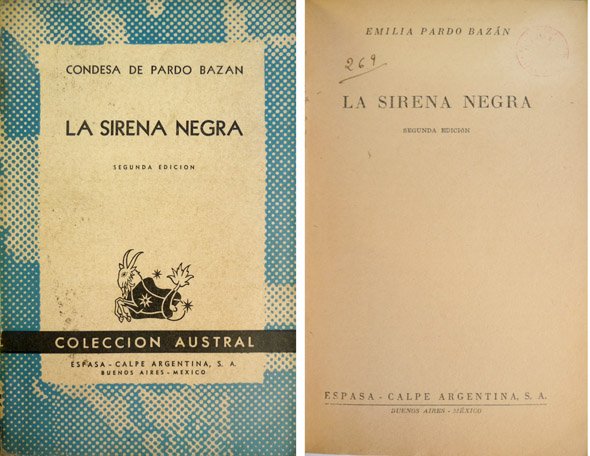 CONDESA DE PARDO BAZAN
LA SIRENA NEGRA
SEGUNDA EDICION
COLECCION AUSTRAL
ESPASA - CALPE ARGENTINA, S. A.
BUENOS AIRES - MEXICO
EMILIA PARDO BAZÁN
269
LA SIRENA NEGRA
SEGUNDA EDICIÓN
ESPASA - CALPE ARGENTINA, S. A.
BUENOS AIRES - MÉXICO